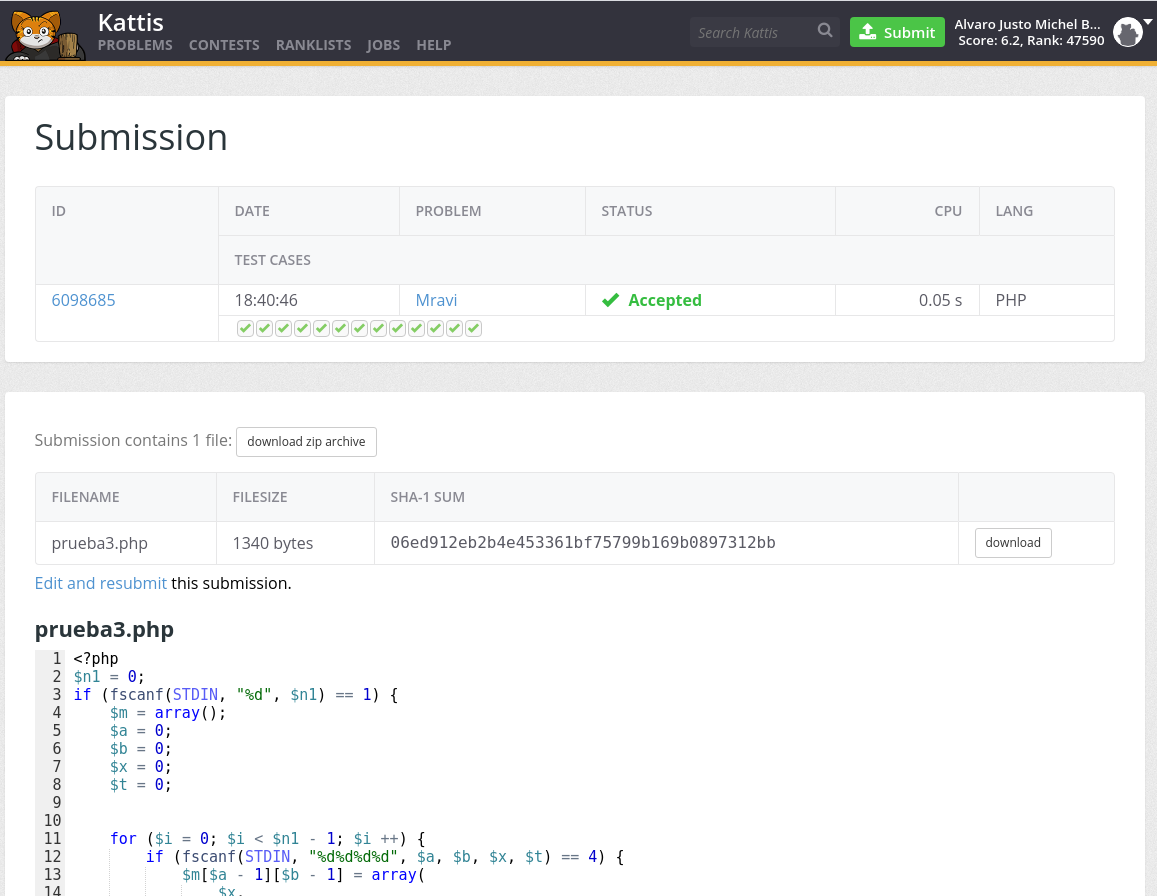 Kattis
PROBLEMS CONTESTS RANKLISTS JOBS HELP
Search Kattis
Submit
Alvaro Justo Michel B...
Score: 6.2, Rank: 47590
Submission
ID DATE PROBLEM STATUS CPU LANG
TEST CASES
6098685 18:40:46 Mravi Accepted 0.05 s PHP
Submission contains 1 file: download zip archive
FILENAME FILESIZE SHA-1 SUM
prueba3.php 1340 bytes 06ed912eb2b4e453361bf75799b169b0897312bb download
Edit and resubmit this submission.
prueba3.php
1 <?php
2 $n1 = 0;
3 if (fscanf(STDIN, "%d", $n1) == 1) {
4     $m = array();
5     $a = 0;
6     $b = 0;
7     $x = 0;
8     $t = 0;
9
10
11     for ($i = 0; $i < $n1 - 1; $i ++) {
12         if (fscanf(STDIN, "%d%d%d%d", $a, $b, $x, $t) == 4) {
13             $m[$a - 1][$b - 1] = array(
14                 $x,